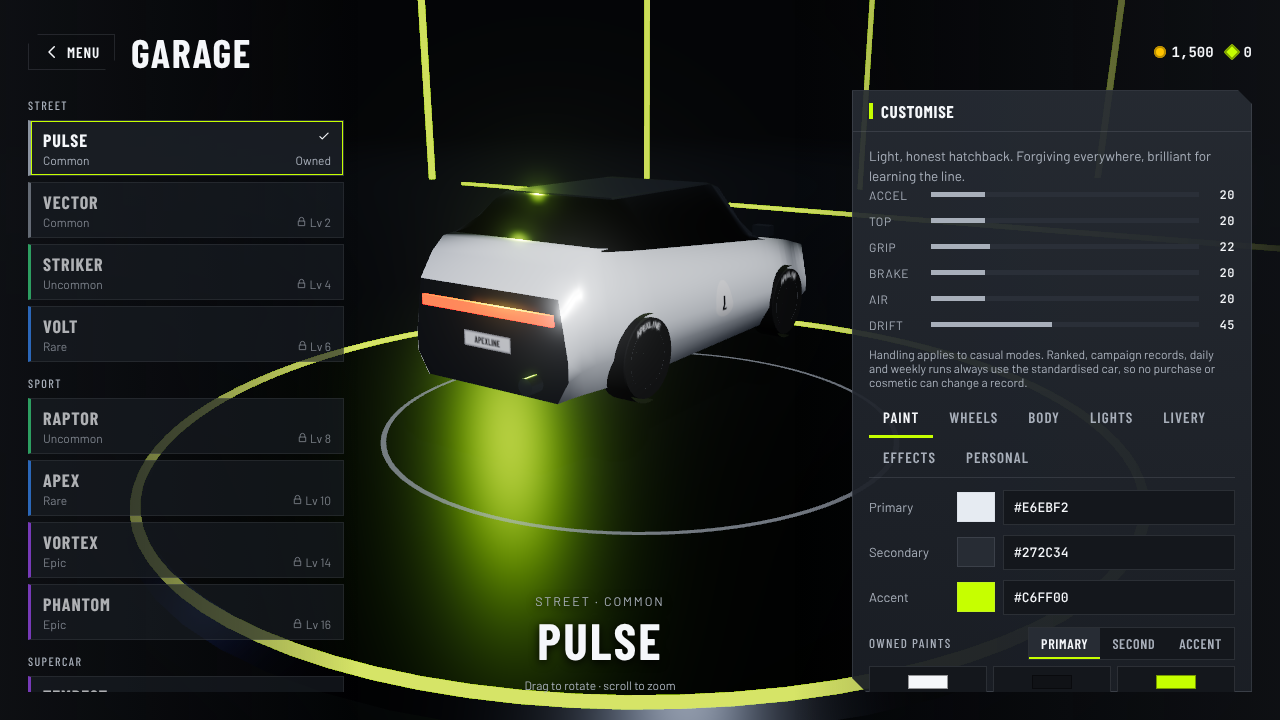 MENU
GARAGE
1,500
0
STREET
PULSE
Common
Owned
VECTOR
Common
Lv 2
STRIKER
Uncommon
Lv 4
VOLT
Rare
Lv 6
SPORT
RAPTOR
Uncommon
Lv 8
APEX
Rare
Lv 10
VORTEX
Epic
Lv 14
PHANTOM
Epic
Lv 16
SUPERCAR
APEXLINE
APEXLINE
1
STREET · COMMON
PULSE
Drag to rotate · scroll to zoom
CUSTOMISE
Light, honest hatchback. Forgiving everywhere, brilliant for
learning the line.
ACCEL 20
TOP 20
GRIP 22
BRAKE 20
AIR 20
DRIFT 45
Handling applies to casual modes. Ranked, campaign records, daily
and weekly runs always use the standardised car, so no purchase or
cosmetic can change a record.
PAINT WHEELS BODY LIGHTS LIVERY
EFFECTS PERSONAL
Primary #E6EBF2
Secondary #272C34
Accent #C6FF00
OWNED PAINTS PRIMARY SECOND ACCENT